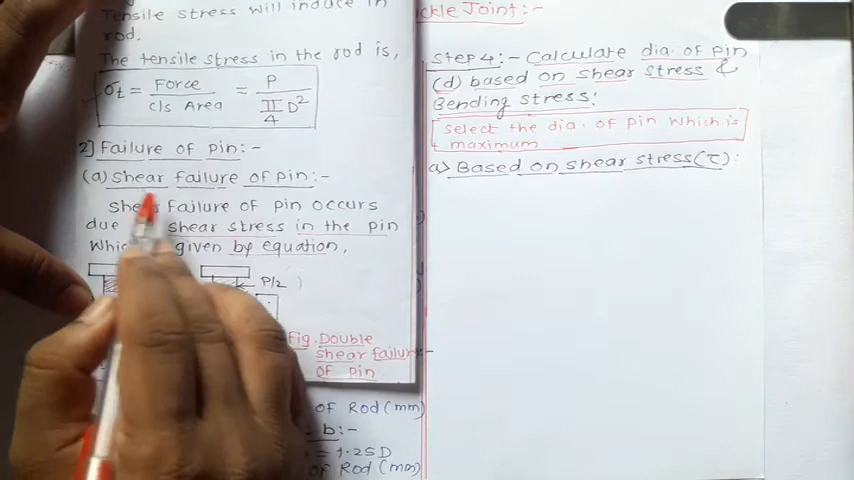 Tensile stress will induce in
rod.
The tensile stress in the rod is,
σt = Force / c/s Area = P / π/4 D²
2] Failure of pin:-
(a) Shear failure of pin:-
Failure of pin occurs
due shear stress in the pin
given by equation,
P/2
Fig. Double
shear failure
of pin
of Rod (mm)
b:-
= 1.25D
of Rod (mm)
Joint:-
Step 4:- Calculate dia. of pin
(d) based on shear stress &
Bending stress:
Select the dia. of pin which is
maximum
a> Based on shear stress (τ):